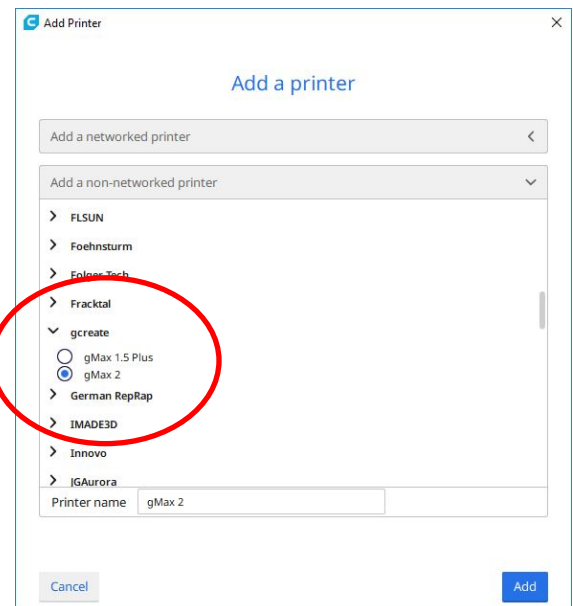 Add Printer
Add a printer
Add a networked printer
Add a non-networked printer
FLSUN
Foehnsturm
Folger Tech
Fracktal
gcreate
gMax 1.5 Plus
gMax 2
German RepRap
IMADE3D
Innovo
JGAurora
Printer name gMax 2
Cancel Add